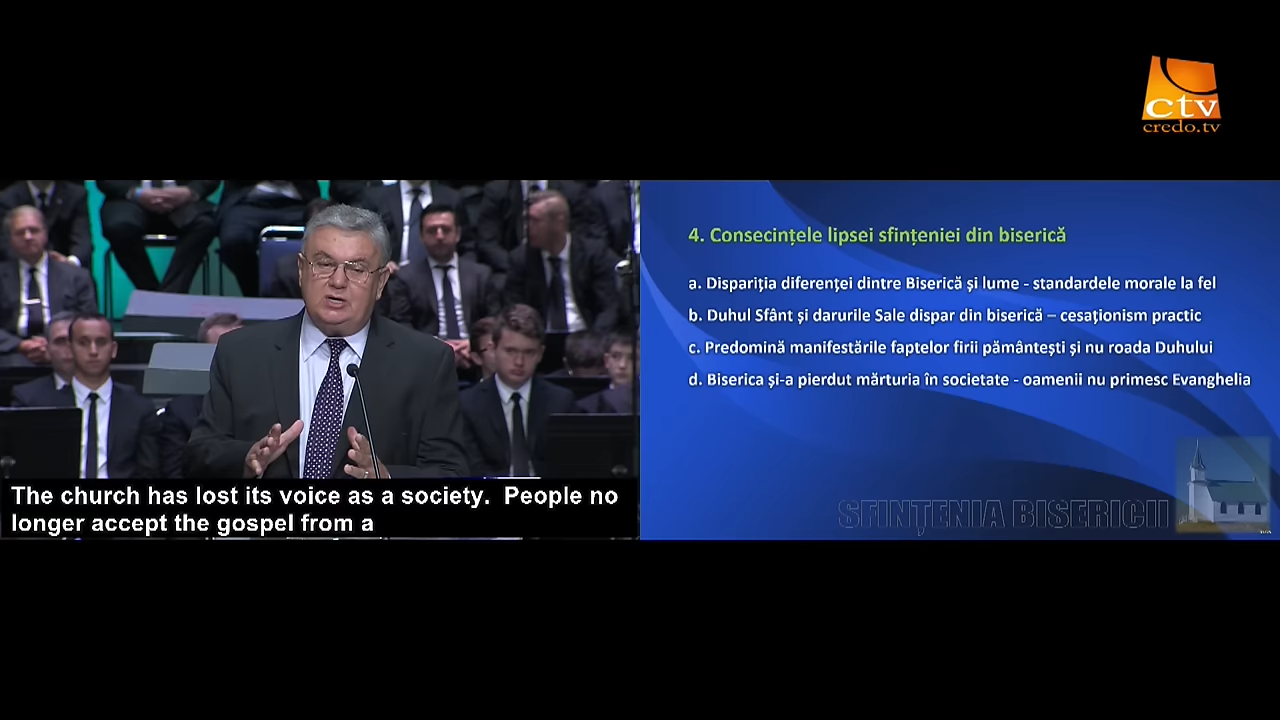 ctv
credo.tv
4. Consecințele lipsei sfințeniei din biserică
a. Dispariția diferenței dintre Biserică și lume - standardele morale la fel
b. Duhul Sfânt și darurile Sale dispar din biserică – cesaționism practic
c. Predomină manifestările faptelor firii pământești și nu roada Duhului
d. Biserica și-a pierdut mărturia în societate - oamenii nu primesc Evanghelia
SFINȚENIA BISERICII
The church has lost its voice as a society. People no
longer accept the gospel from a